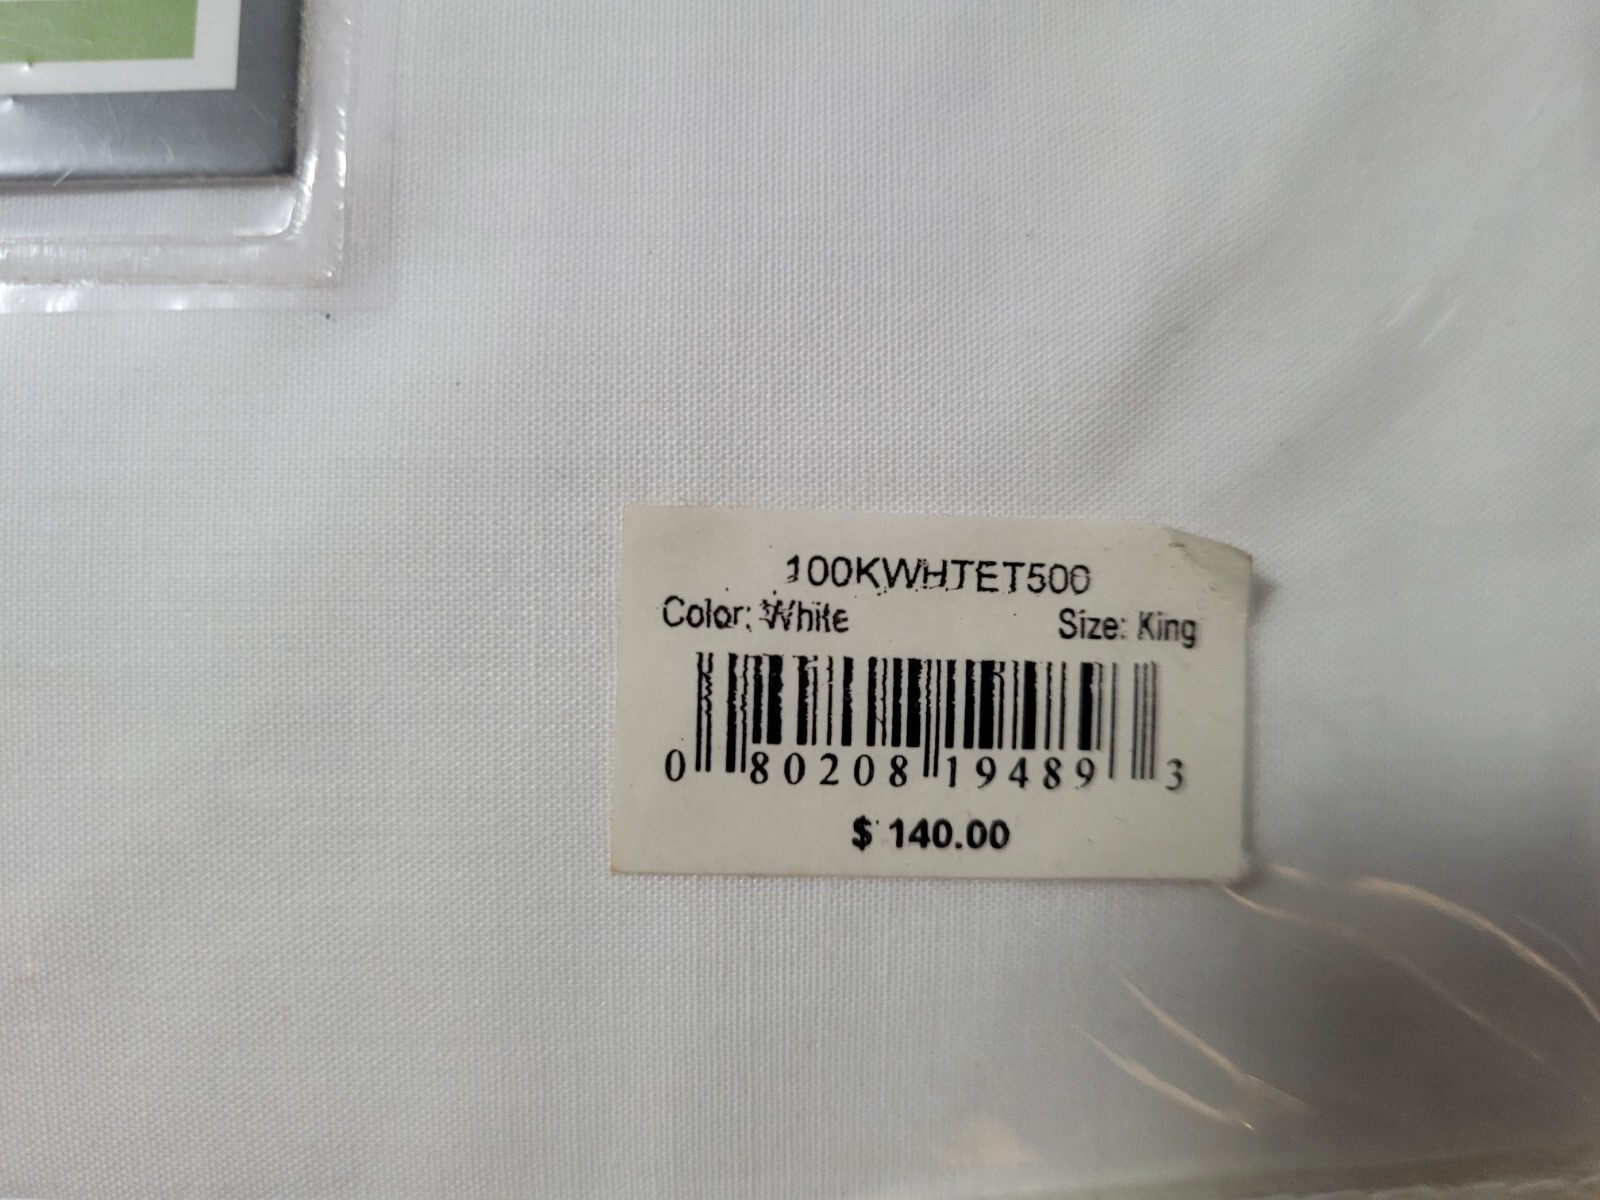 100KWHTET500
Color: White Size: King
0 80208 19489 3
$ 140.00